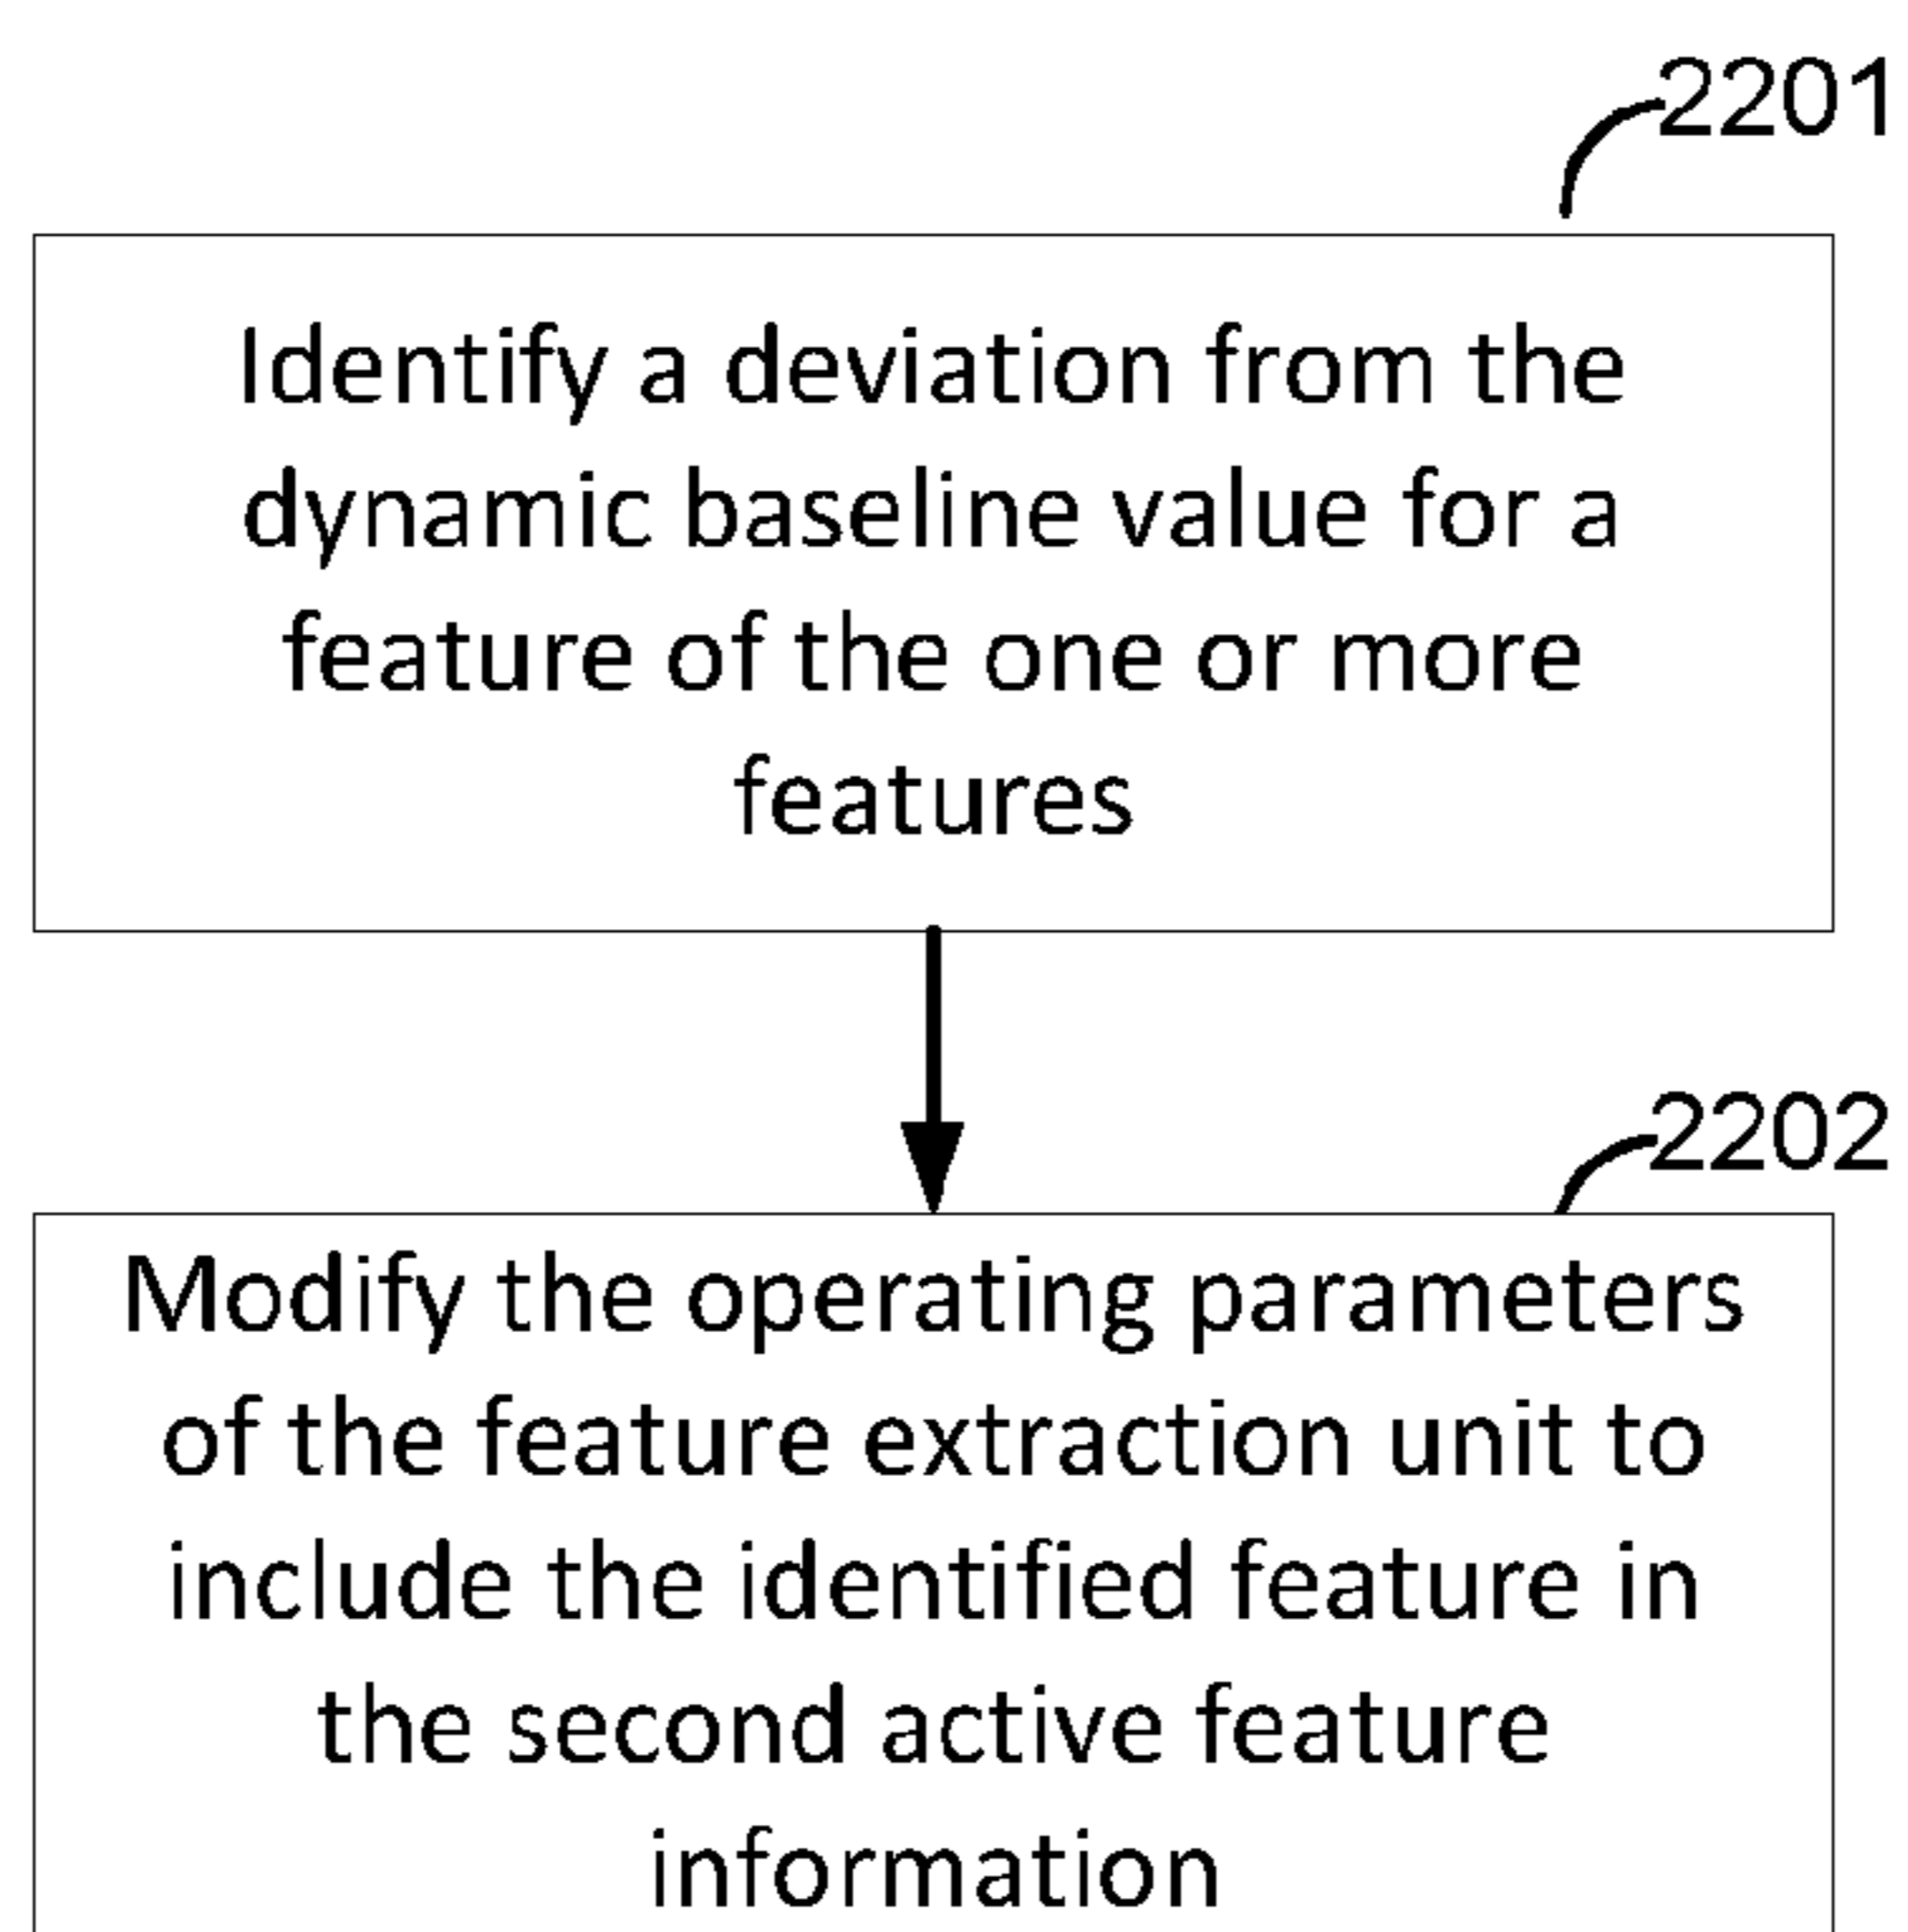 2201
Identify a deviation from the
dynamic baseline value for a
feature of the one or more
features
2202
Modify the operating parameters
of the feature extraction unit to
include the identified feature in
the second active feature
information